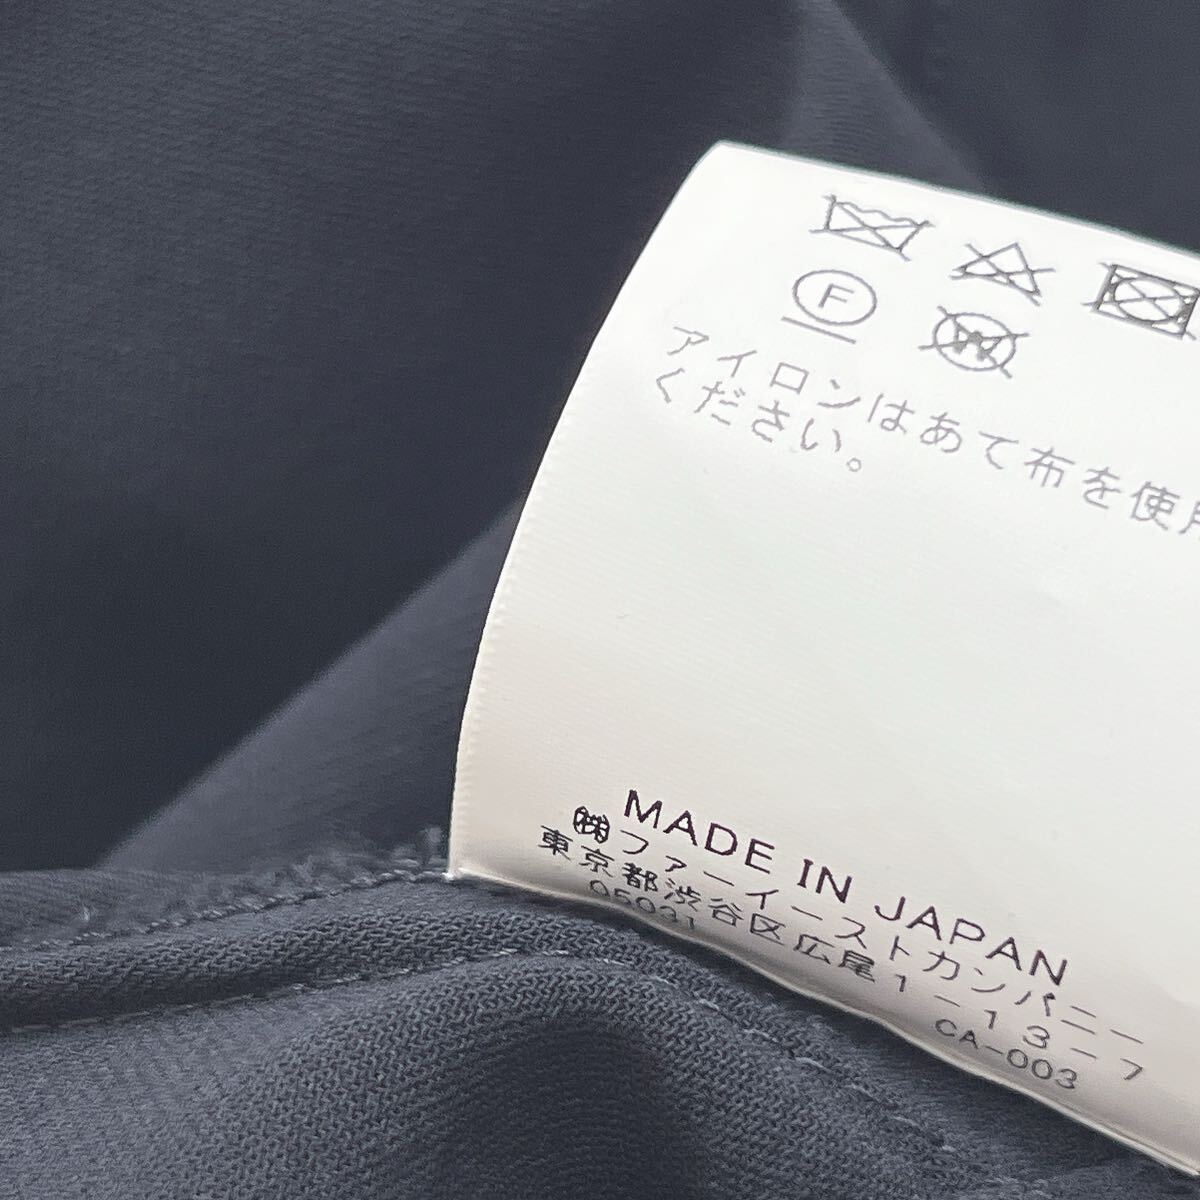 F
W
アイロンはあて布を使用
ください。
MADE IN JAPAN
㈱ファーイーストカンパニー
東京都渋谷区広尾1-13-7
05031 CA-003